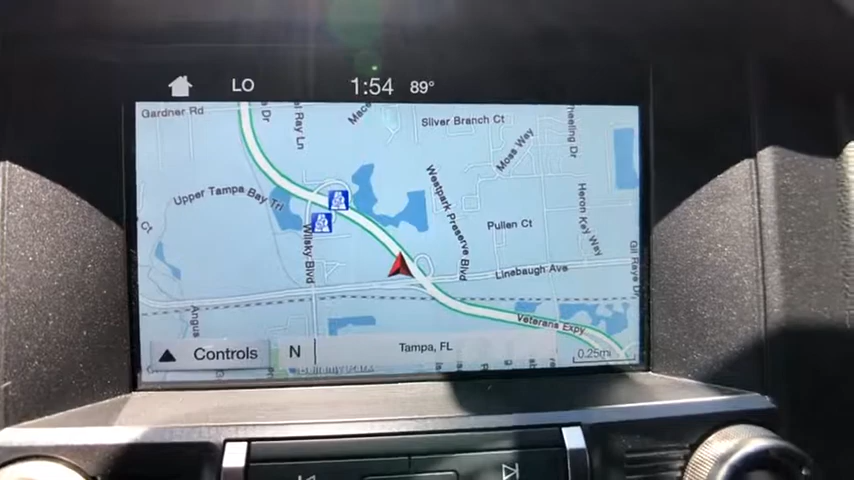 LO
1:54 89°
Gardner Rd
Silver Branch Ct
Moss Way
Upper Tampa Bay Trl
Westpark Preserve Blvd
Heron Key Way
Pullen Ct
Wilsky Blvd
Ct
Linebaugh Ave
Veterans Expy
Controls
N
Tampa, FL
0.25mi